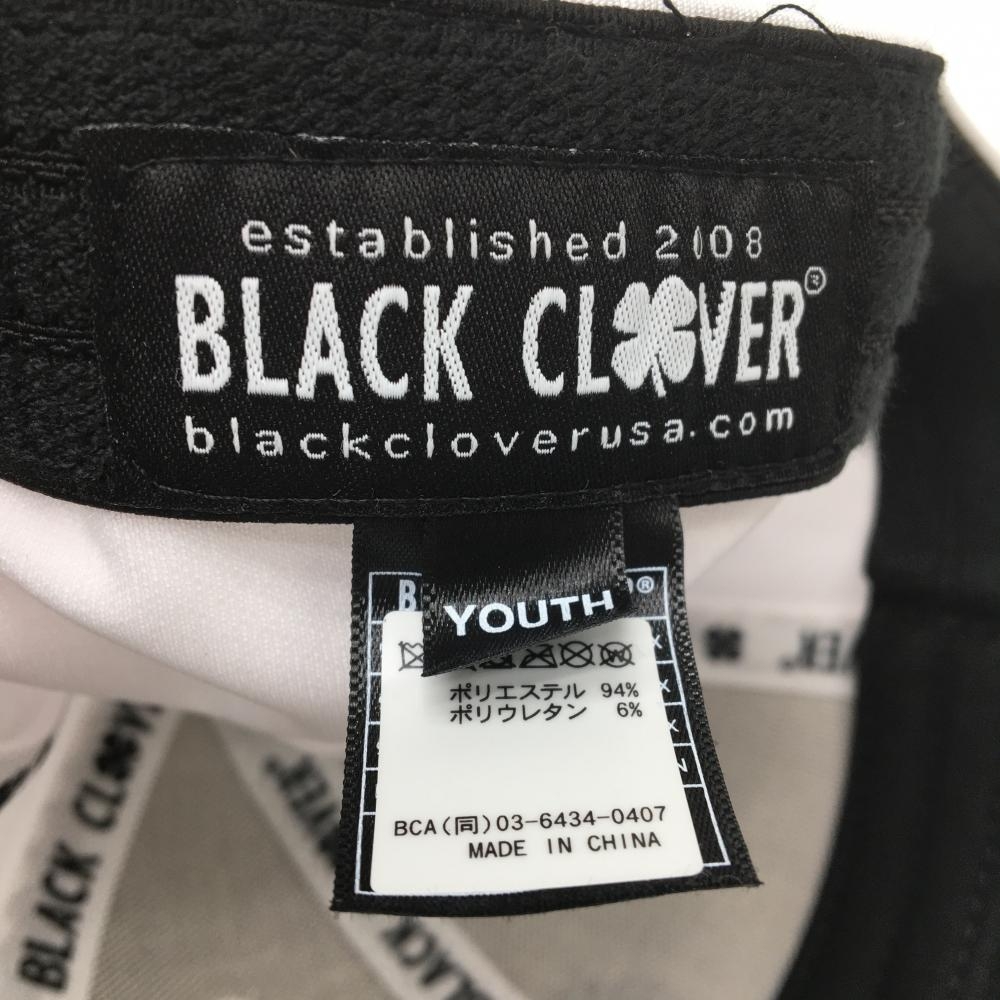 established 2008
BLACK CLOVER®
blackcloverusa.com
YOUTH
ポリエステル 94%
ポリウレタン 6%
BCA(同)03-6434-0407
MADE IN CHINA
BLACK CLOVER